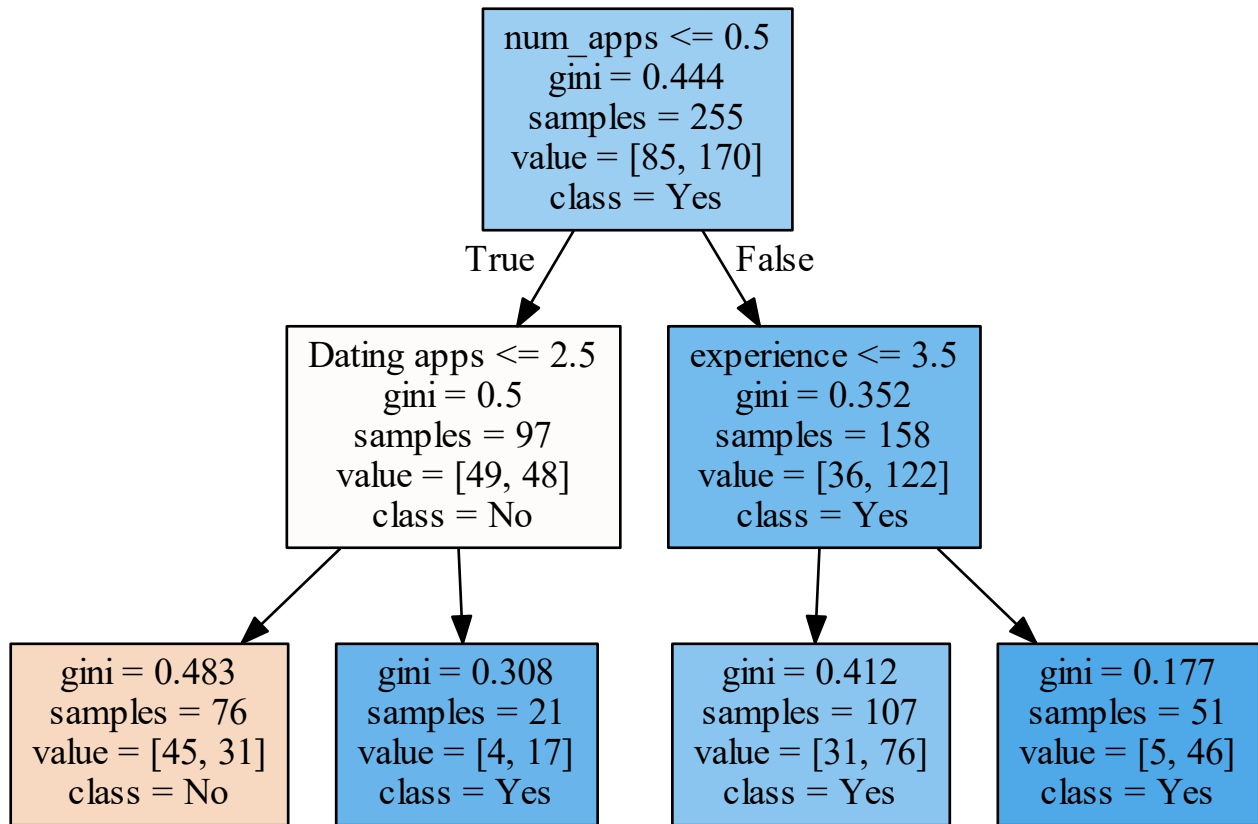 num_apps <= 0.5
gini = 0.444
samples = 255
value = [85, 170]
class = Yes
True
False
Dating apps <= 2.5
gini = 0.5
samples = 97
value = [49, 48]
class = No
experience <= 3.5
gini = 0.352
samples = 158
value = [36, 122]
class = Yes
gini = 0.483
samples = 76
value = [45, 31]
class = No
gini = 0.308
samples = 21
value = [4, 17]
class = Yes
gini = 0.412
samples = 107
value = [31, 76]
class = Yes
gini = 0.177
samples = 51
value = [5, 46]
class = Yes